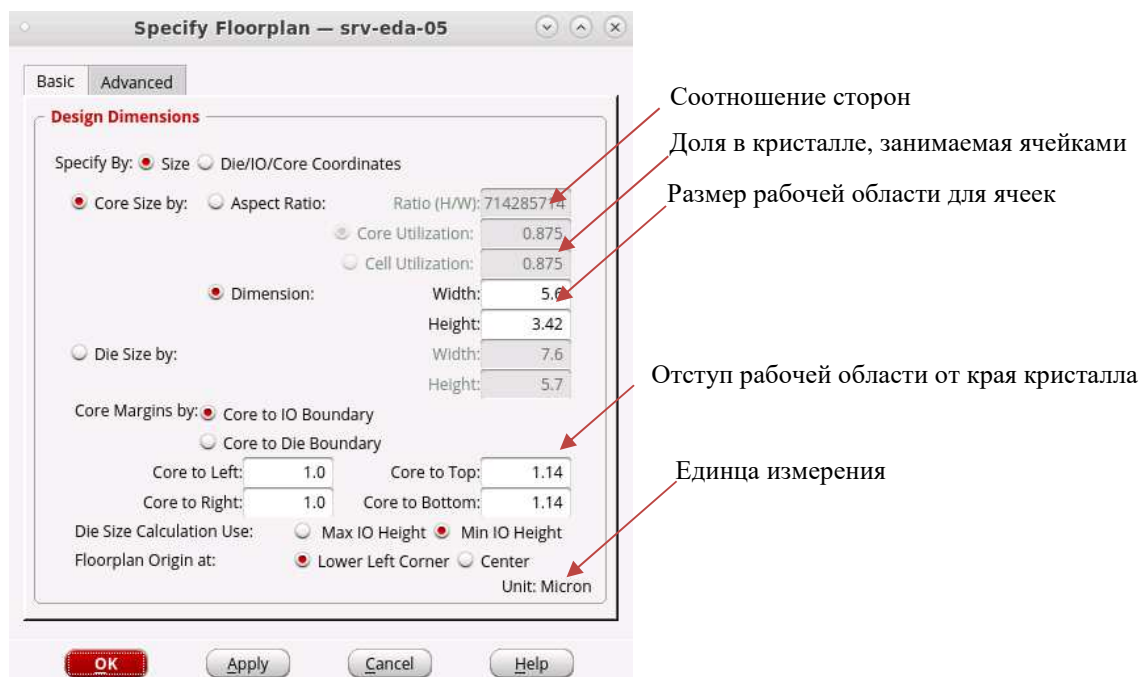 Specify Floorplan — srv-eda-05
Basic Advanced
Design Dimensions
Specify By: Size Die/IO/Core Coordinates
Core Size by: Aspect Ratio: Ratio (H/W): 714285714
Core Utilization: 0.875
Cell Utilization: 0.875
Dimension: Width: 5.6
Height: 3.42
Die Size by: Width: 7.6
Height: 5.7
Core Margins by: Core to IO Boundary
Core to Die Boundary
Core to Left: 1.0 Core to Top: 1.14
Core to Right: 1.0 Core to Bottom: 1.14
Die Size Calculation Use: Max IO Height Min IO Height
Floorplan Origin at: Lower Left Corner Center
Unit: Micron
OK Apply Cancel Help
Соотношение сторон
Доля в кристалле, занимаемая ячейками
Размер рабочей области для ячеек
Отступ рабочей области от края кристалла
Единца измерения